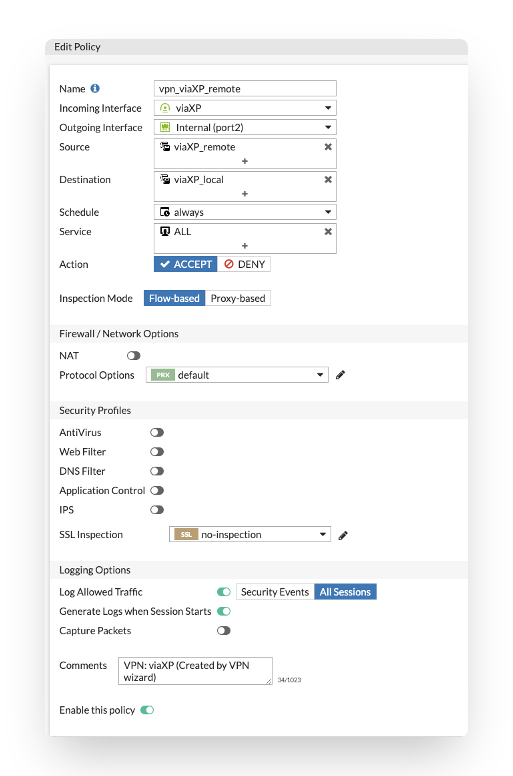 Edit Policy
Name
vpn_viaXP_remote
Incoming Interface
viaXP
Outgoing Interface
Internal (port2)
Source
viaXP_remote
+
Destination
viaXP_local
+
Schedule
always
Service
ALL
+
Action
ACCEPT
DENY
Inspection Mode
Flow-based
Proxy-based
Firewall / Network Options
NAT
Protocol Options
PRX
default
Security Profiles
AntiVirus
Web Filter
DNS Filter
Application Control
IPS
SSL Inspection
SSL
no-inspection
Logging Options
Log Allowed Traffic
Security Events
All Sessions
Generate Logs when Session Starts
Capture Packets
Comments
VPN: viaXP (Created by VPN
wizard)
34/1023
Enable this policy